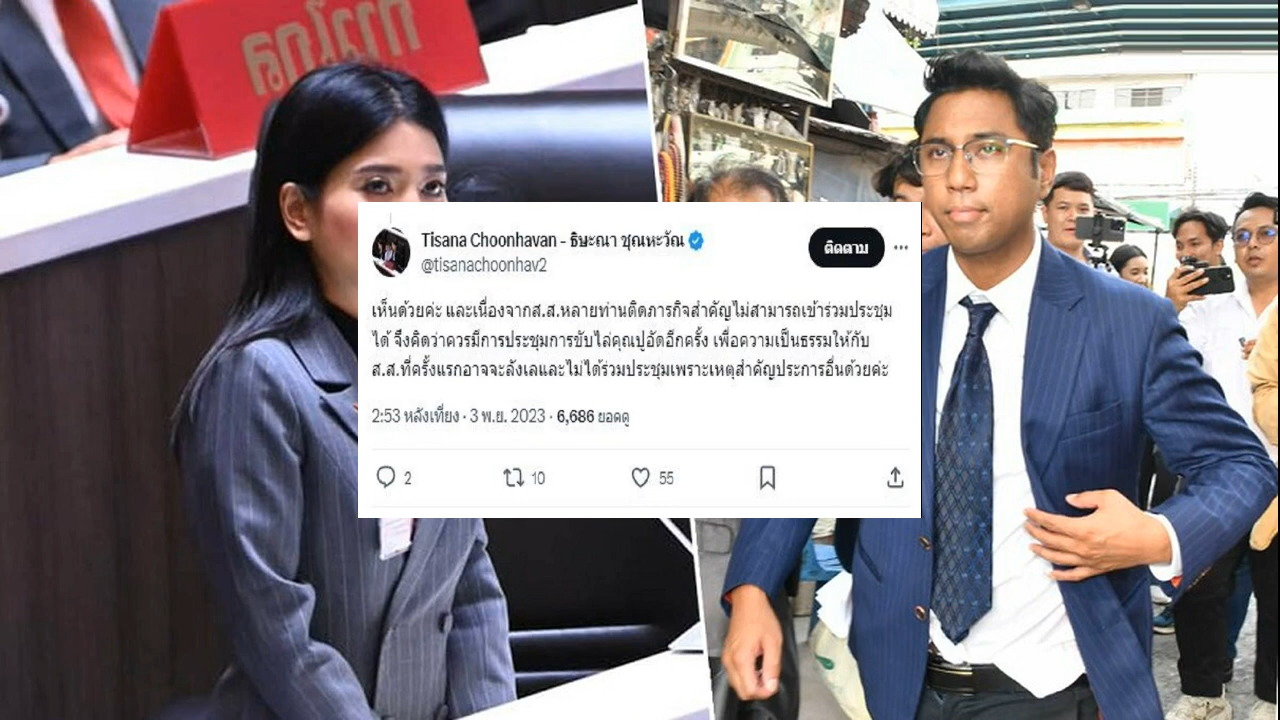 Tisana Choonhavan - ธิษะณา ชุณหะวัณ
@tisanachoonhav2
ติดตาม
เห็นด้วยค่ะ และเนื่องจากส.ส.หลายท่านติดภารกิจสำคัญไม่สามารถเข้าร่วมประชุม
ได้ จึงคิดว่าควรมีการประชุมการขับไล่คุณปูอัดอีกครั้ง เพื่อความเป็นธรรมให้กับ
ส.ส.ที่ครั้งแรกอาจจะลังเลและไม่ได้ร่วมประชุมเพราะเหตุสำคัญประการอื่นด้วยค่ะ
2:53 หลังเที่ยง · 3 พ.ย. 2023 · 6,686 ยอดดู
2 10 55